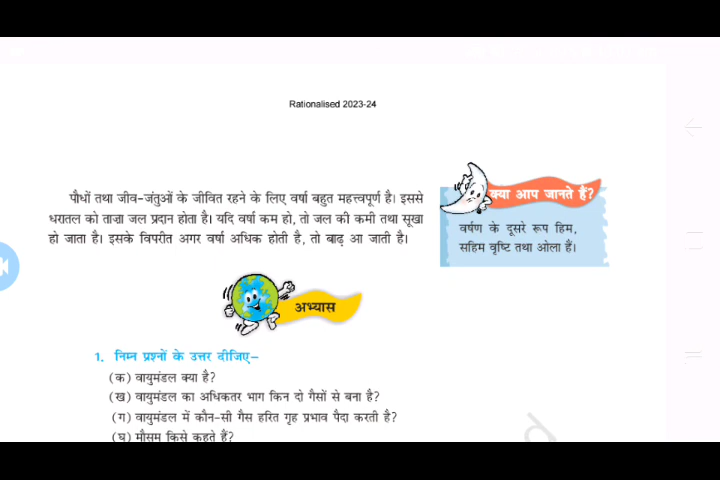 Rationalised 2023-24
पौधों तथा जीव-जंतुओं के जीवित रहने के लिए वर्षा बहुत महत्त्वपूर्ण है। इससे
धरातल को ताज़ा जल प्रदान होता है। यदि वर्षा कम हो, तो जल की कमी तथा सूखा
हो जाता है। इसके विपरीत अगर वर्षा अधिक होती है, तो बाढ़ आ जाती है।
क्या आप जानते हैं?
वर्षण के दूसरे रूप हिम,
सहिम वृष्टि तथा ओला हैं।
अभ्यास
1. निम्न प्रश्नों के उत्तर दीजिए–
(क) वायुमंडल क्या है?
(ख) वायुमंडल का अधिकतर भाग किन दो गैसों से बना है?
(ग) वायुमंडल में कौन-सी गैस हरित गृह प्रभाव पैदा करती है?
(घ) मौसम किसे कहते हैं?